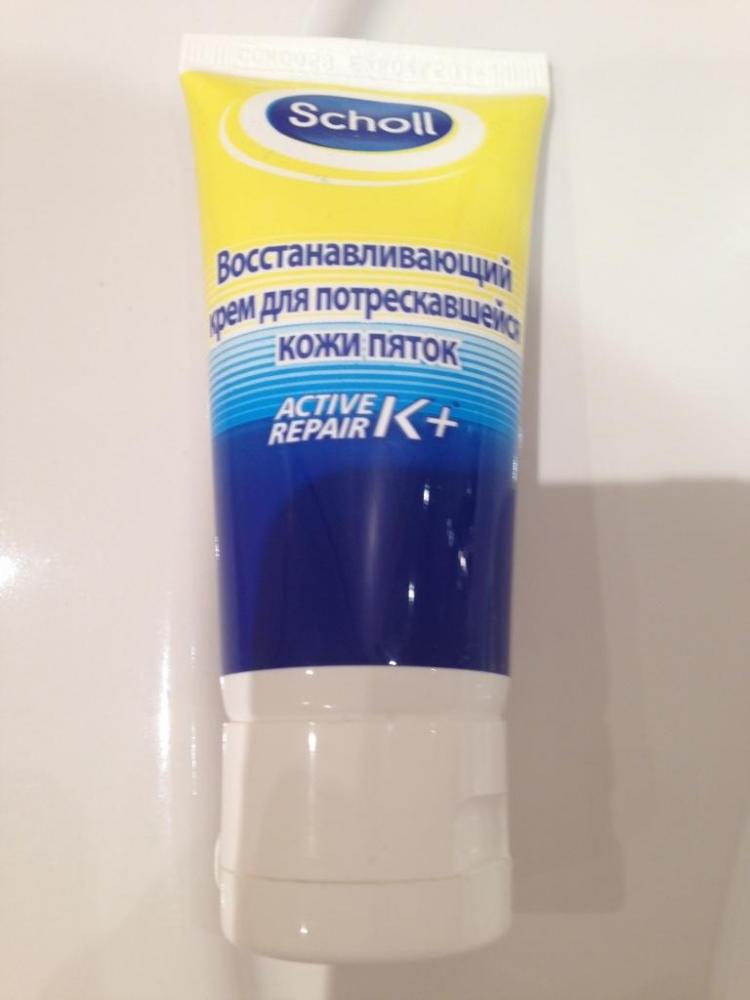 Scholl
Восстанавливающий
крем для потрескавшейся
кожи пяток
ACTIVE
REPAIR K+